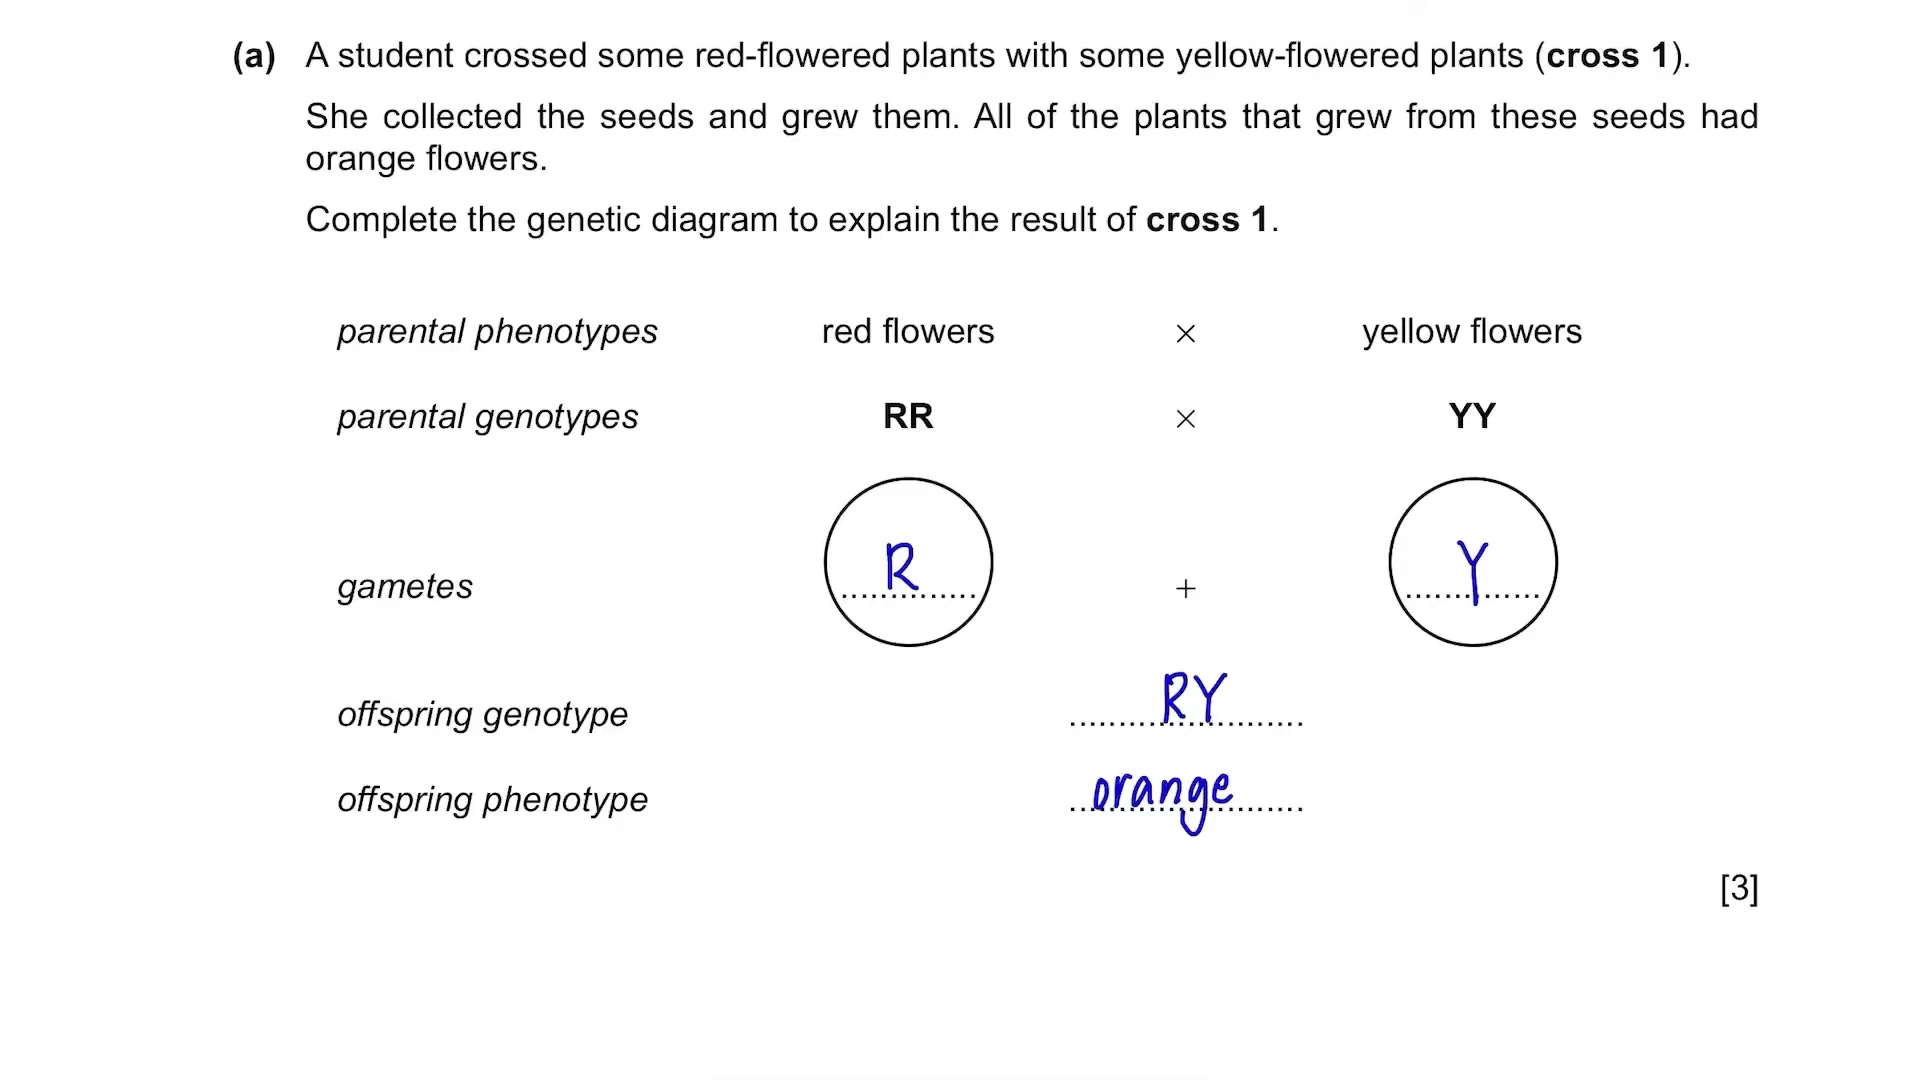 (a) A student crossed some red-flowered plants with some yellow-flowered plants (cross 1).
She collected the seeds and grew them. All of the plants that grew from these seeds had
orange flowers.
Complete the genetic diagram to explain the result of cross 1.
parental phenotypes red flowers × yellow flowers
parental genotypes RR × YY
gametes R + Y
offspring genotype RY
offspring phenotype orange
[3]